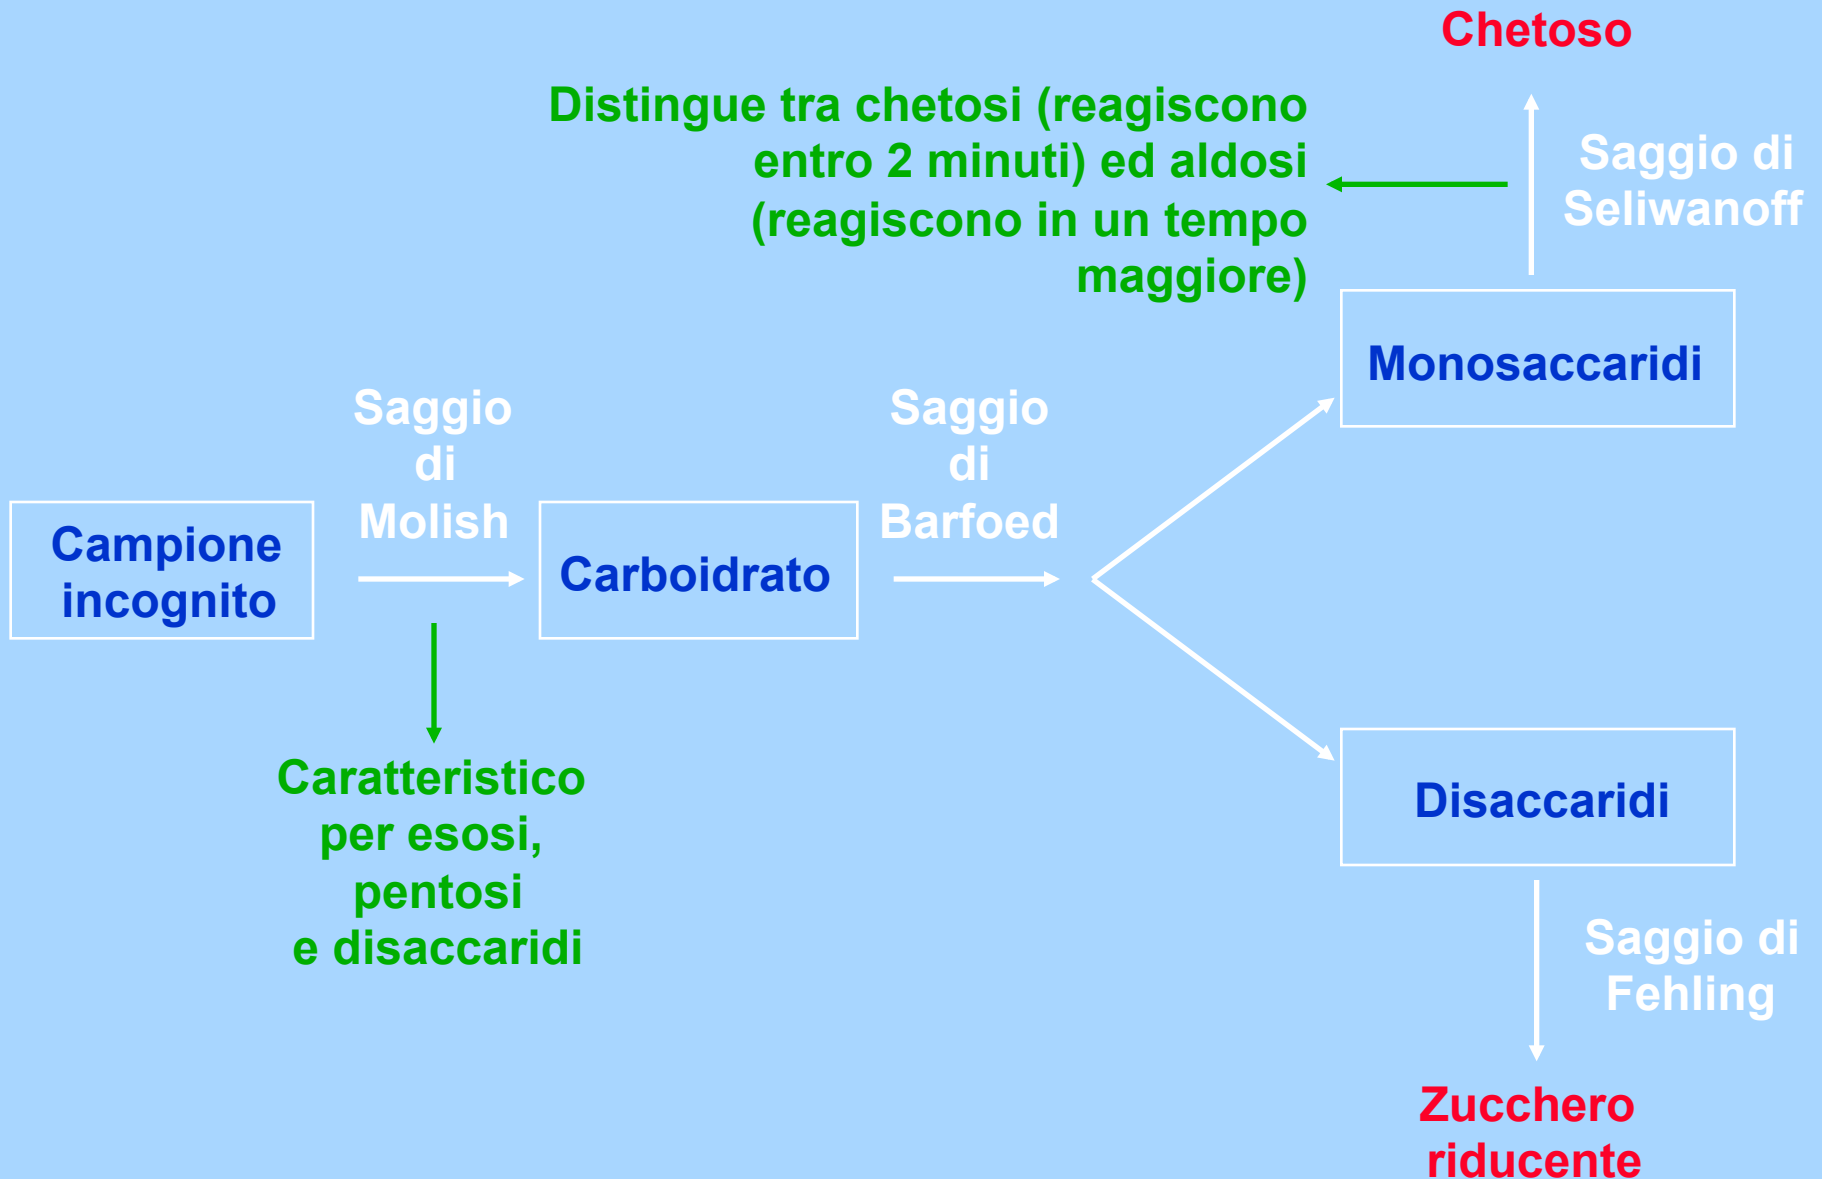 Chetoso
Distingue tra chetosi (reagiscono
entro 2 minuti) ed aldosi
(reagiscono in un tempo
maggiore)
Saggio di
Seliwanoff
Monosaccaridi
Saggio
di
Molish
Saggio
di
Barfoed
Campione
incognito
Carboidrato
Caratteristico
per esosi,
pentosi
e disaccaridi
Disaccaridi
Saggio di
Fehling
Zucchero
riducente